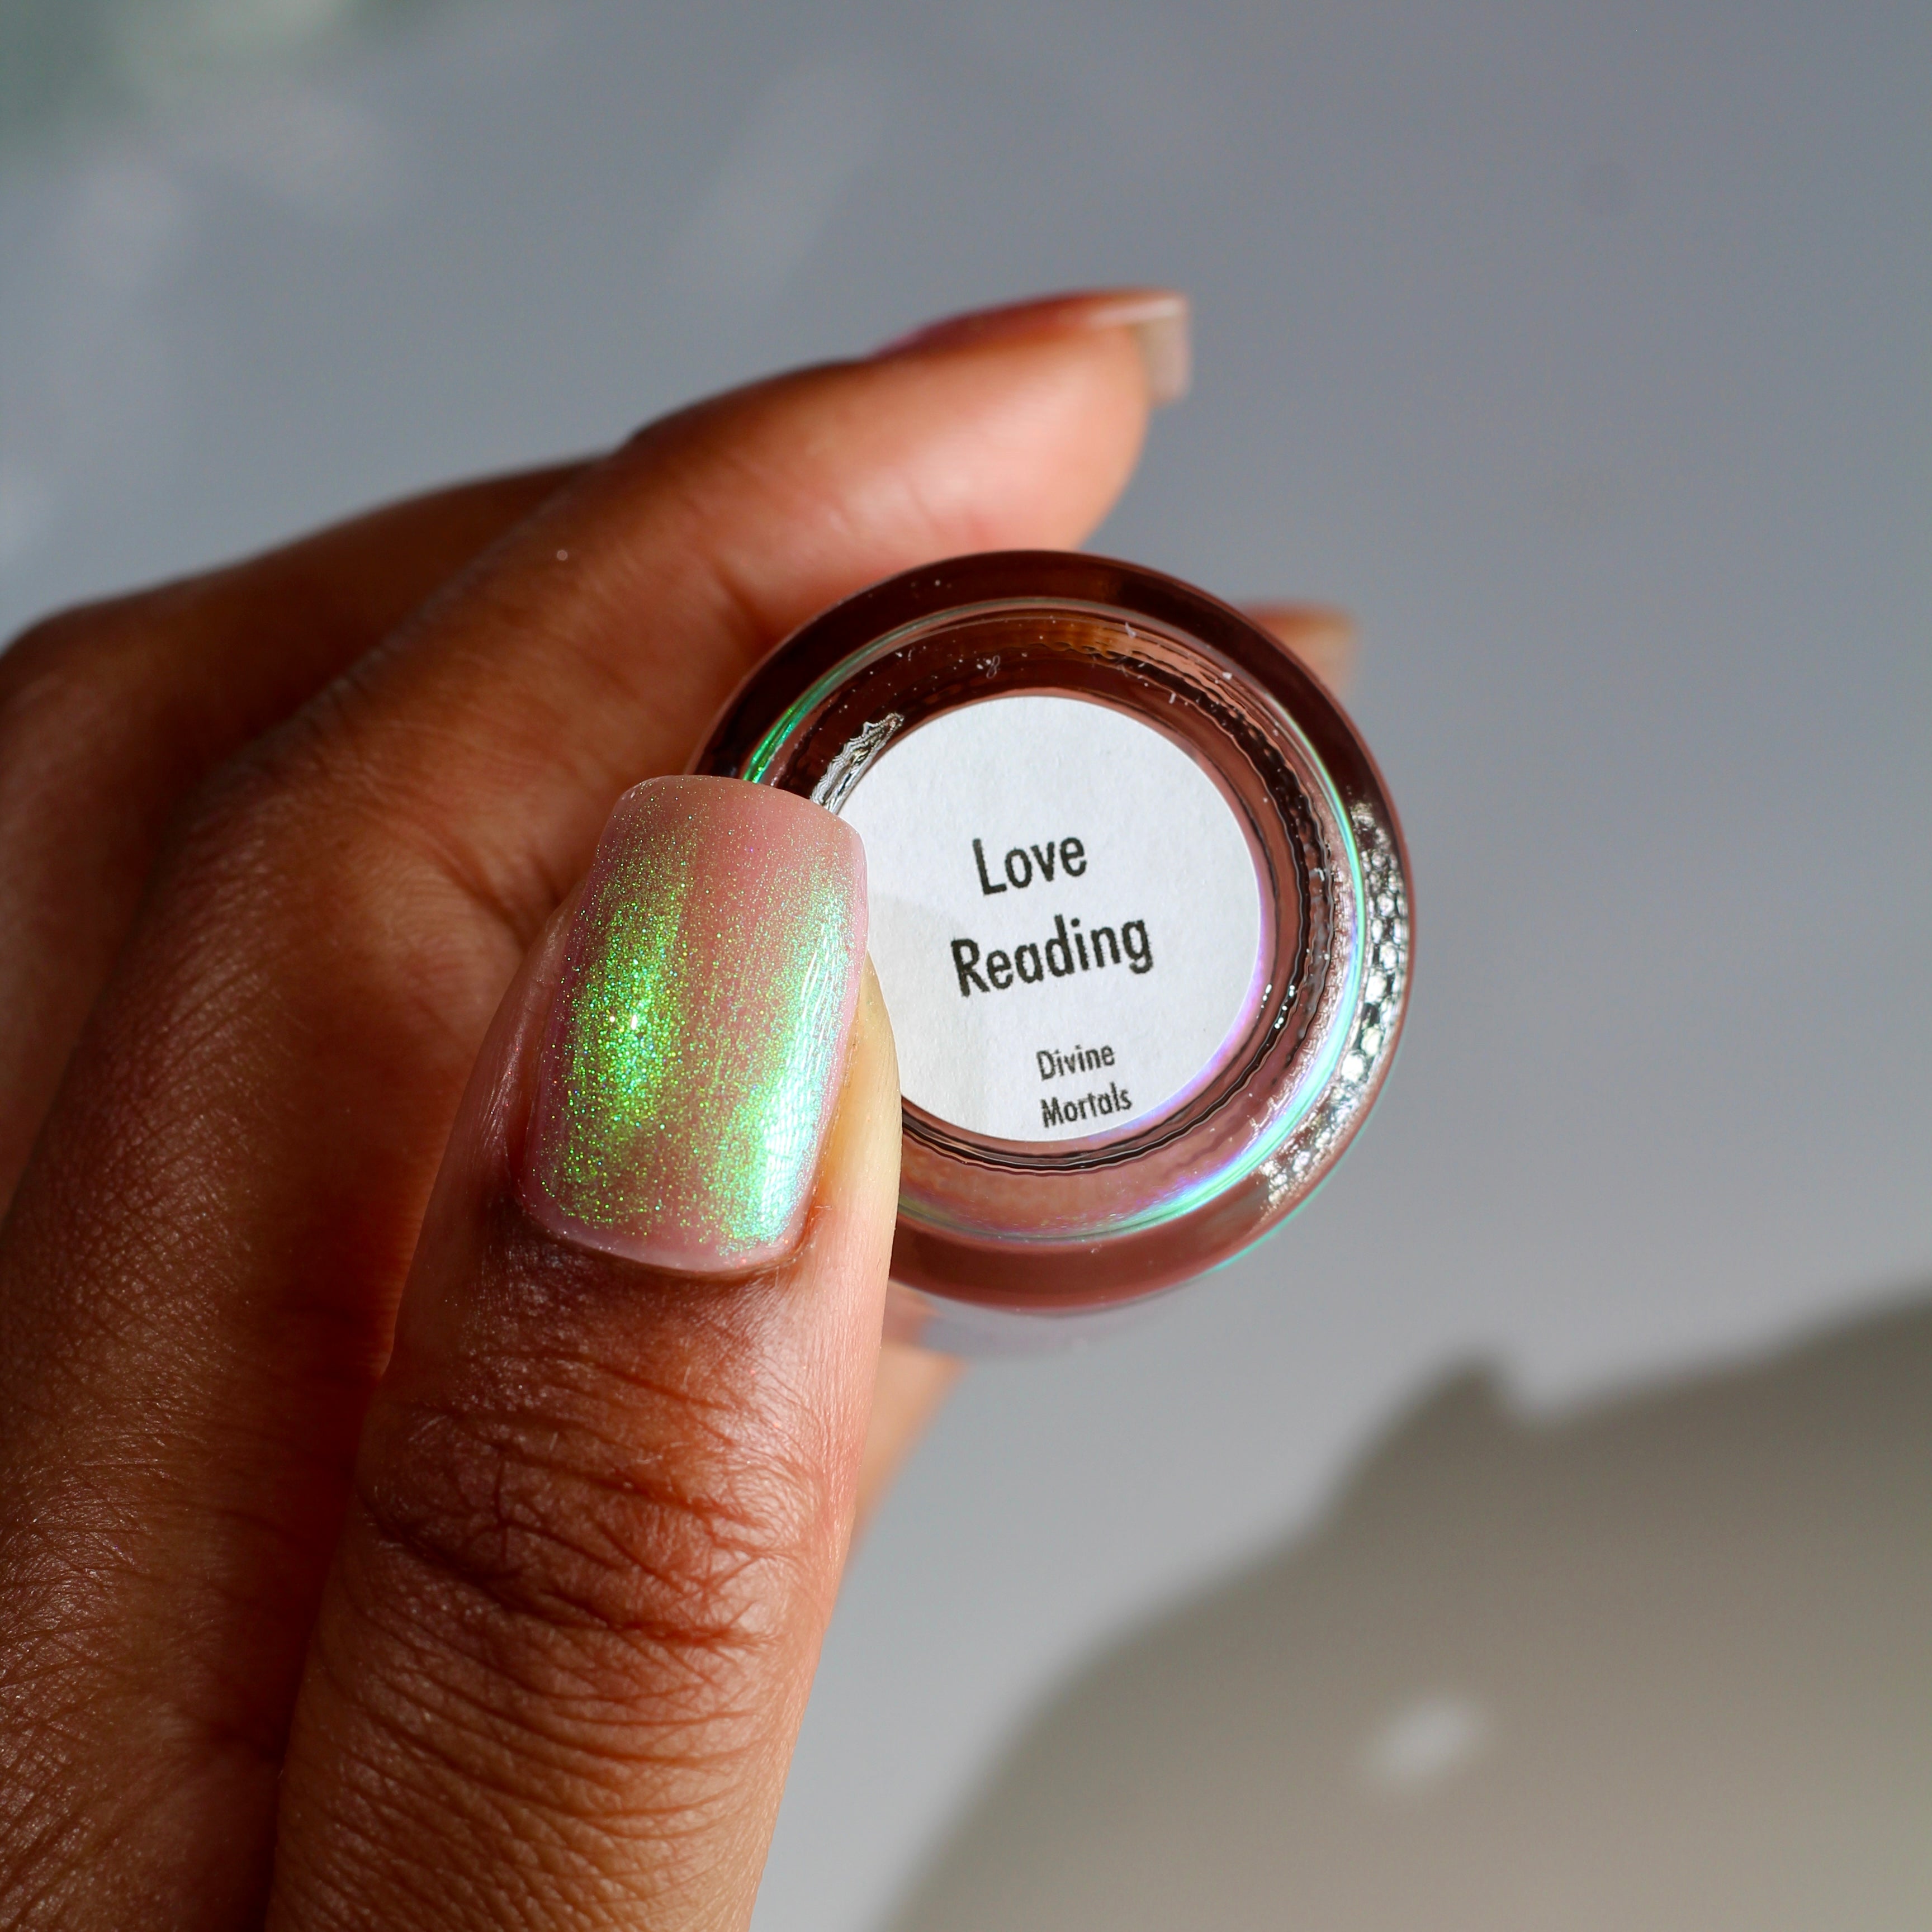 Love
Reading
Divine
Mortals